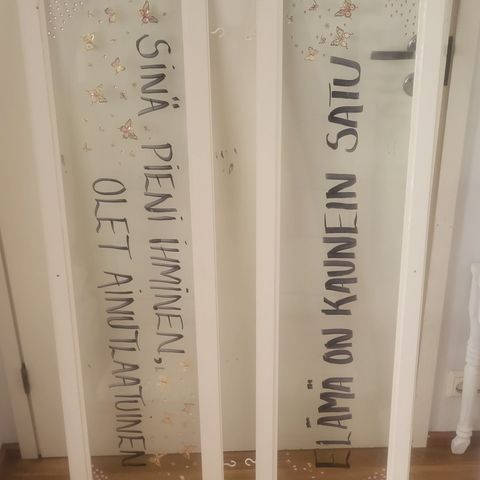 SINÄ PIENI IHMINEN,
OLET AINUTLAATUINEN
ELÄMÄ ON KAUNEIN SATU